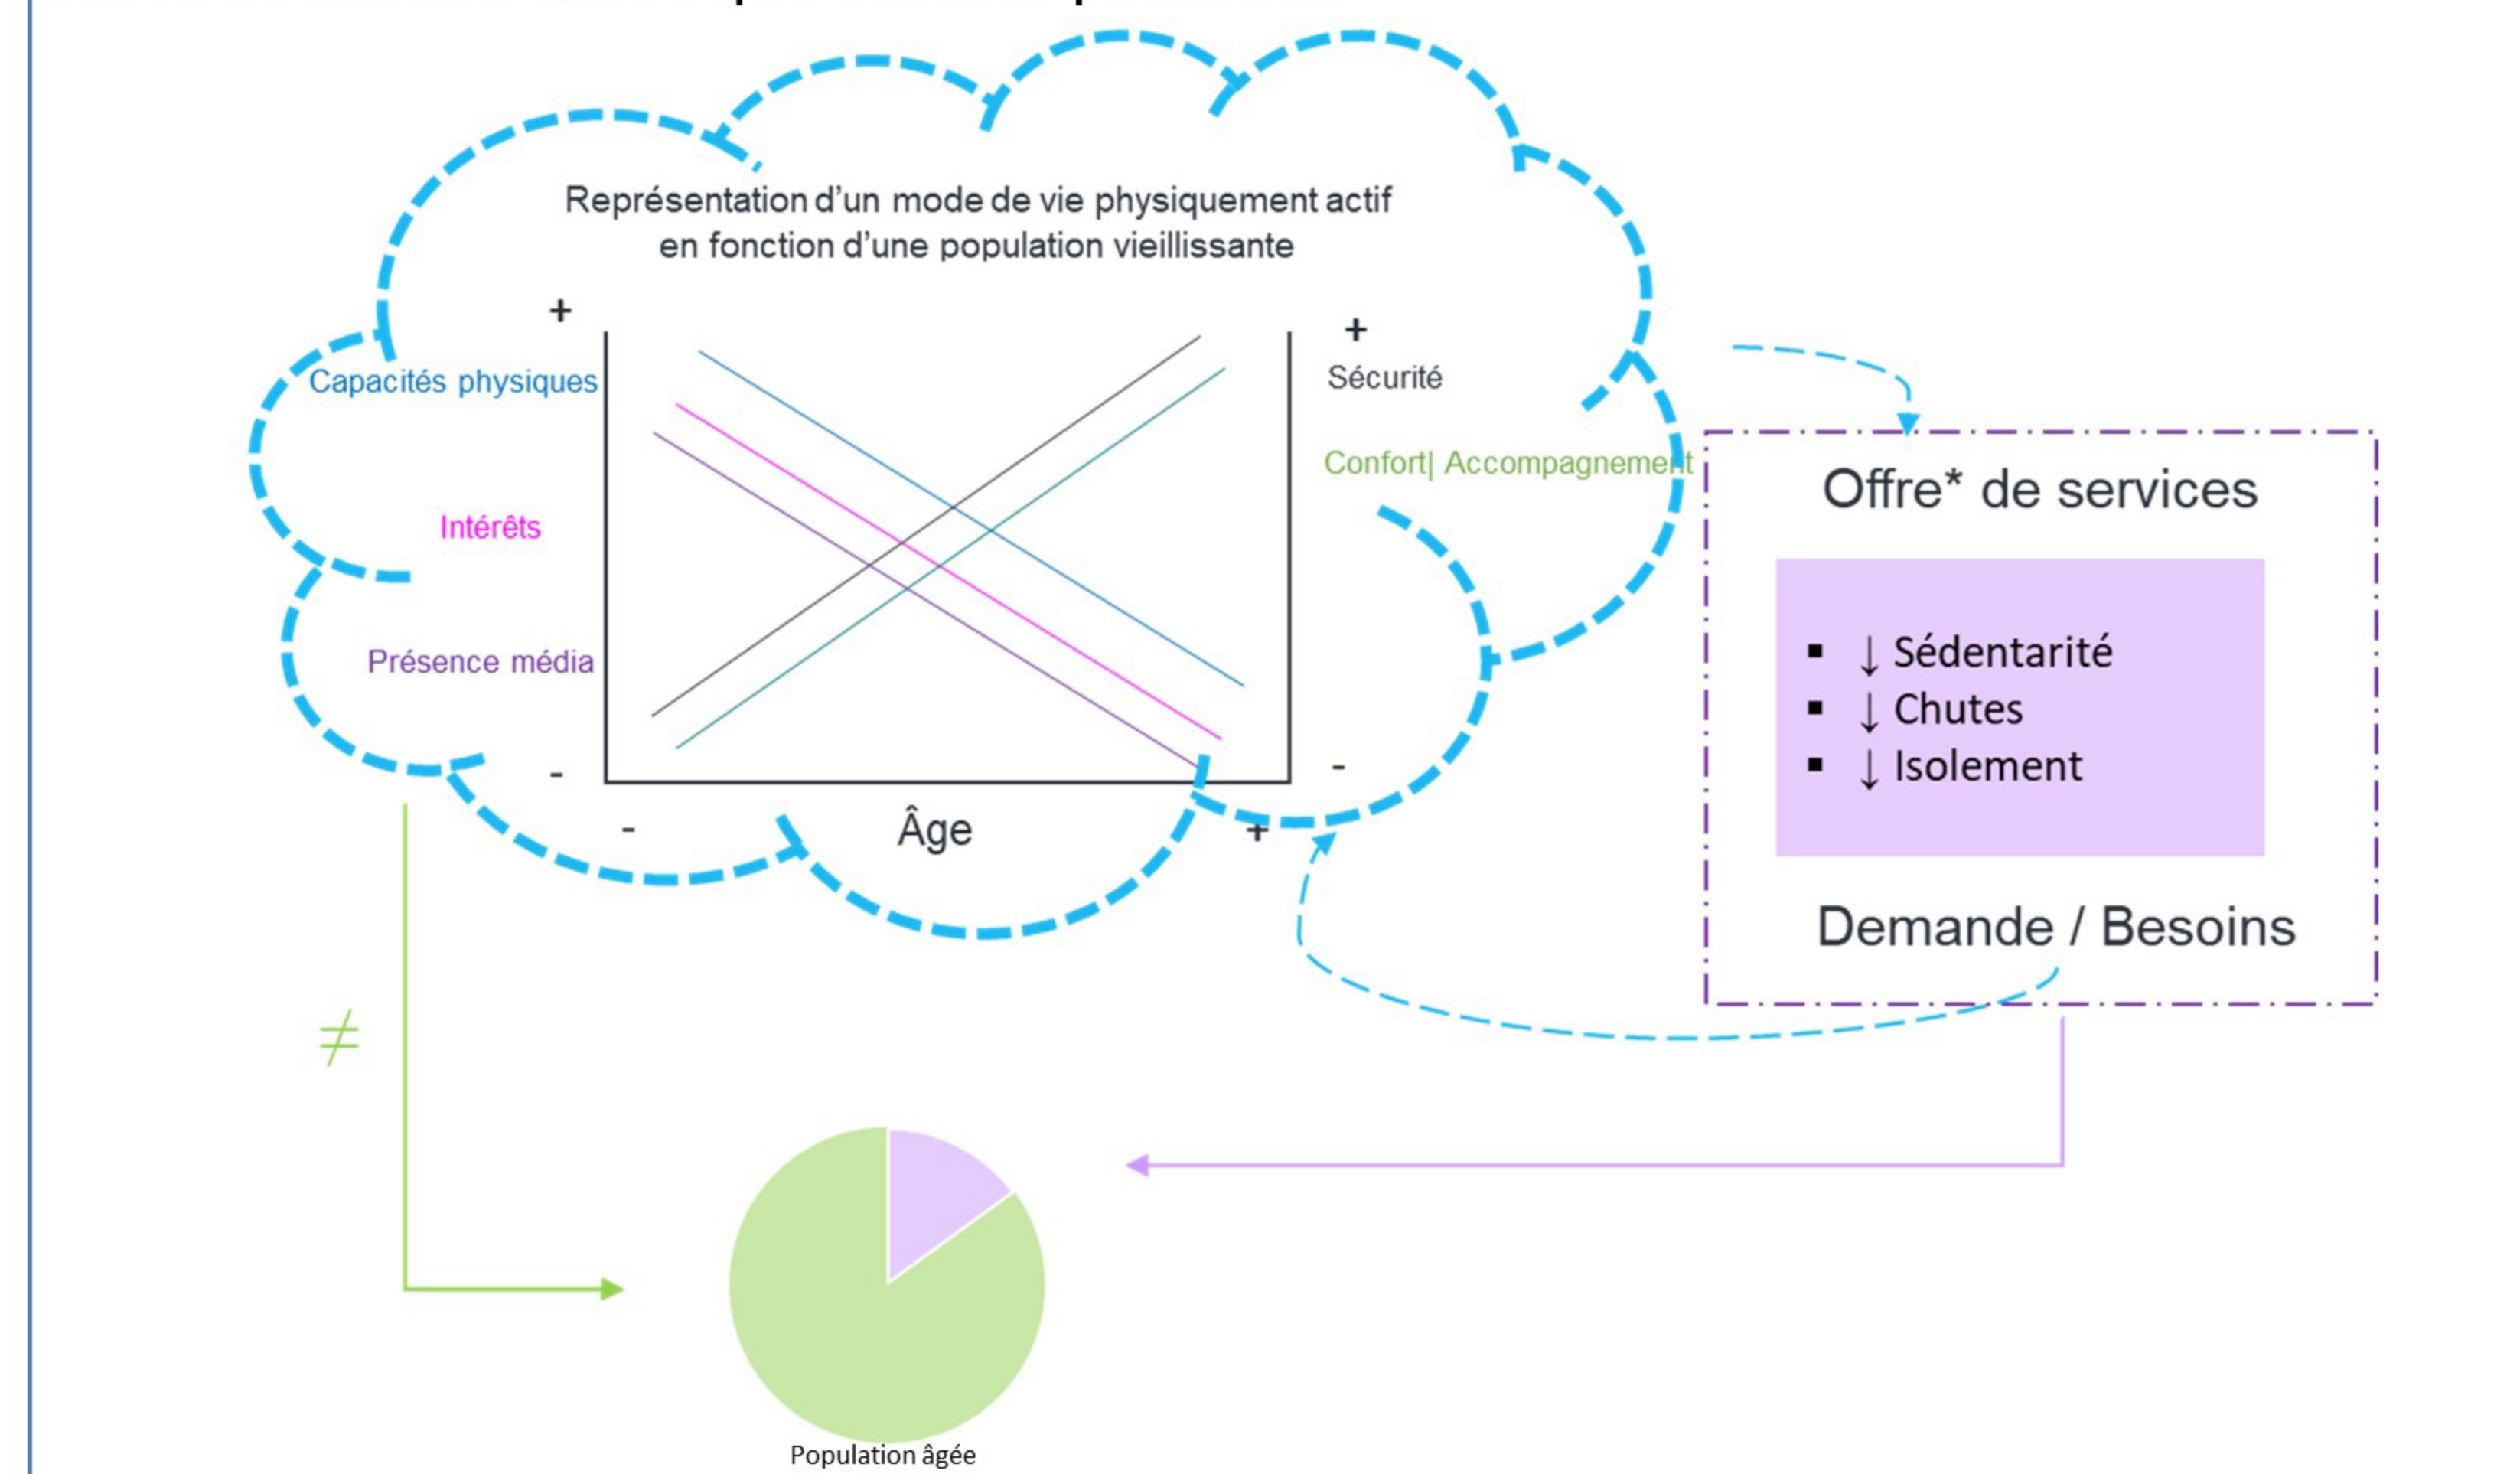 Représentation d'un mode de vie physiquement actif
en fonction d'une population vieillissante
+
+
Capacités physiques
Sécurité
Confort| Accompagnement
Intérêts
Présence média
-
-
-
Âge
+
Offre* de services
▪ ↓ Sédentarité
▪ ↓ Chutes
▪ ↓ Isolement
Demande / Besoins
≠
Population âgée